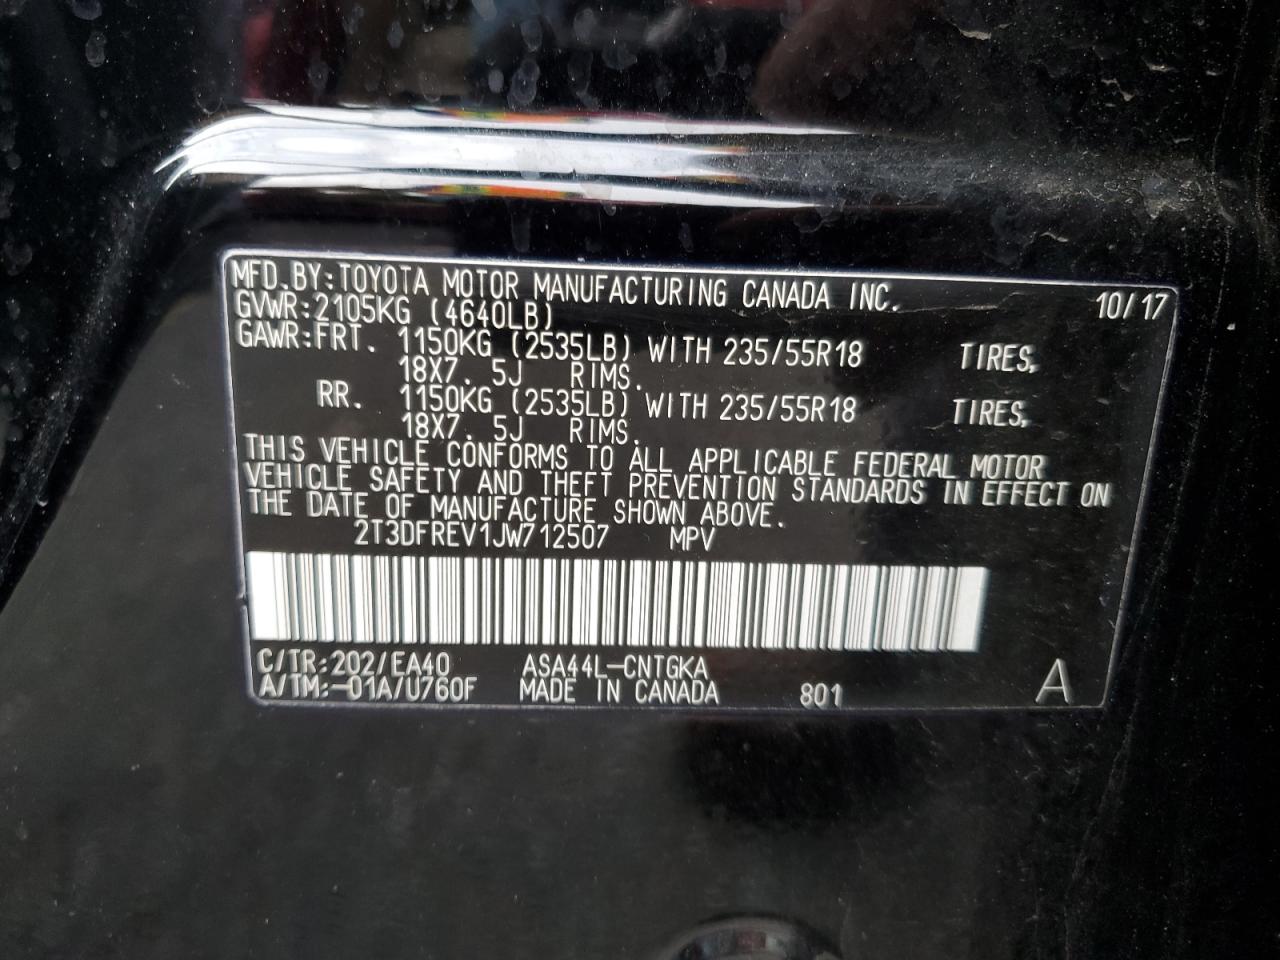 MFD.BY:TOYOTA MOTOR MANUFACTURING CANADA INC. 10/17
GVWR:2105KG (4640LB)
GAWR:FRT. 1150KG (2535LB) WITH 235/55R18 TIRES,
18X7. 5J RIMS.
RR. 1150KG (2535LB) WITH 235/55R18 TIRES,
18X7. 5J RIMS.
THIS VEHICLE CONFORMS TO ALL APPLICABLE FEDERAL MOTOR
VEHICLE SAFETY AND THEFT PREVENTION STANDARDS IN EFFECT ON
THE DATE OF MANUFACTURE SHOWN ABOVE.
2T3DFREV1JW712507 MPV
C/TR:202/EA40 ASA44L-CNTGKA
A/TM:-01A/U760F MADE IN CANADA 801 A